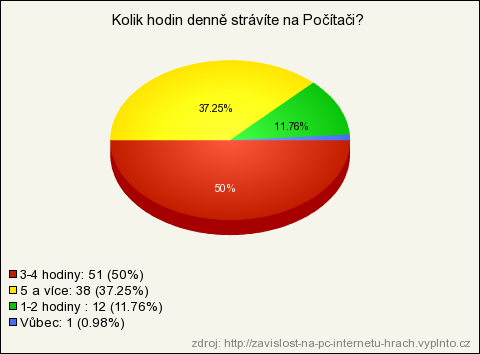 Kolik hodin denně strávíte na Počítači?
37.25%
11.76%
50%
3-4 hodiny: 51 (50%)
5 a více: 38 (37.25%)
1-2 hodiny : 12 (11.76%)
Vůbec: 1 (0.98%)
zdroj: http://zavislost-na-pc-internetu-hrach.vyplnto.cz